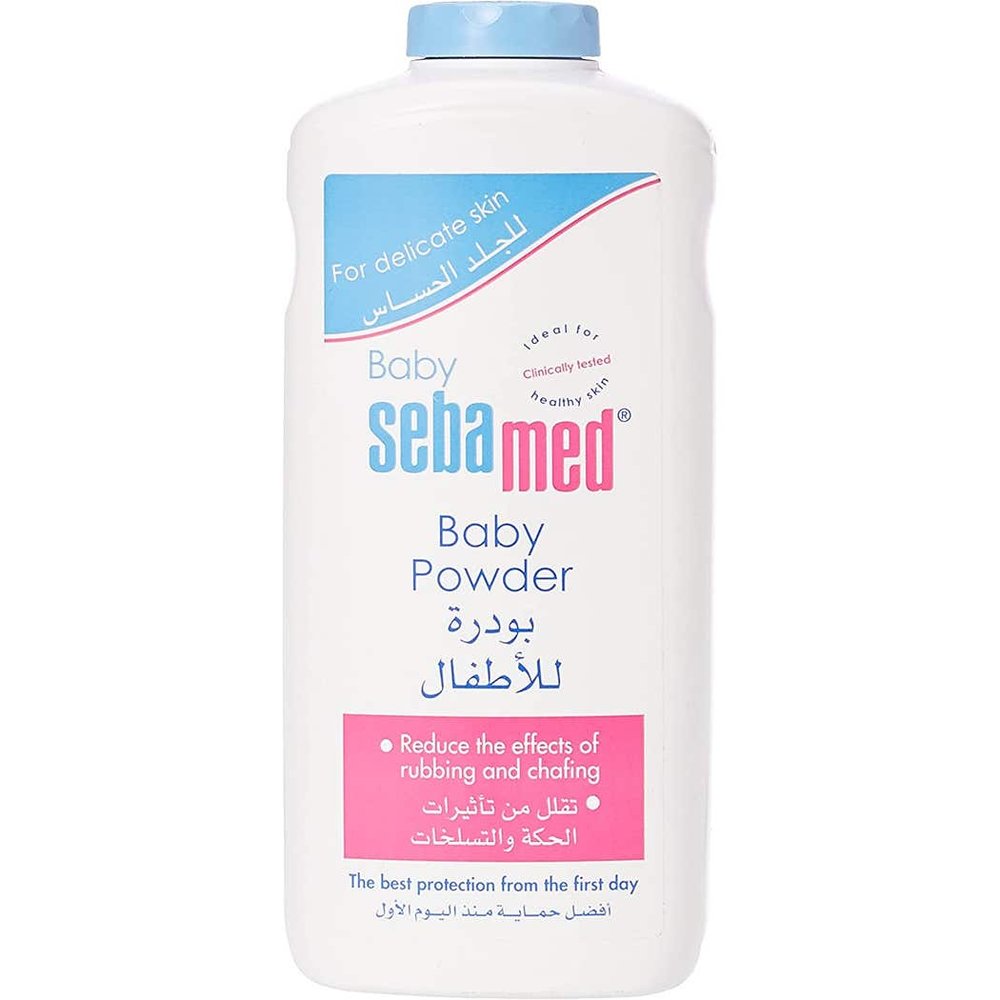 For delicate skin
للجلد الحساس
Ideal for
Clinically tested
healthy skin
Baby
sebamed®
Baby
Powder
بودرة
للأطفال
• Reduce the effects of
rubbing and chafing
• تقلل من تأثيرات
الحكة والتسلخات
The best protection from the first day
أفضل حماية منذ اليوم الأول